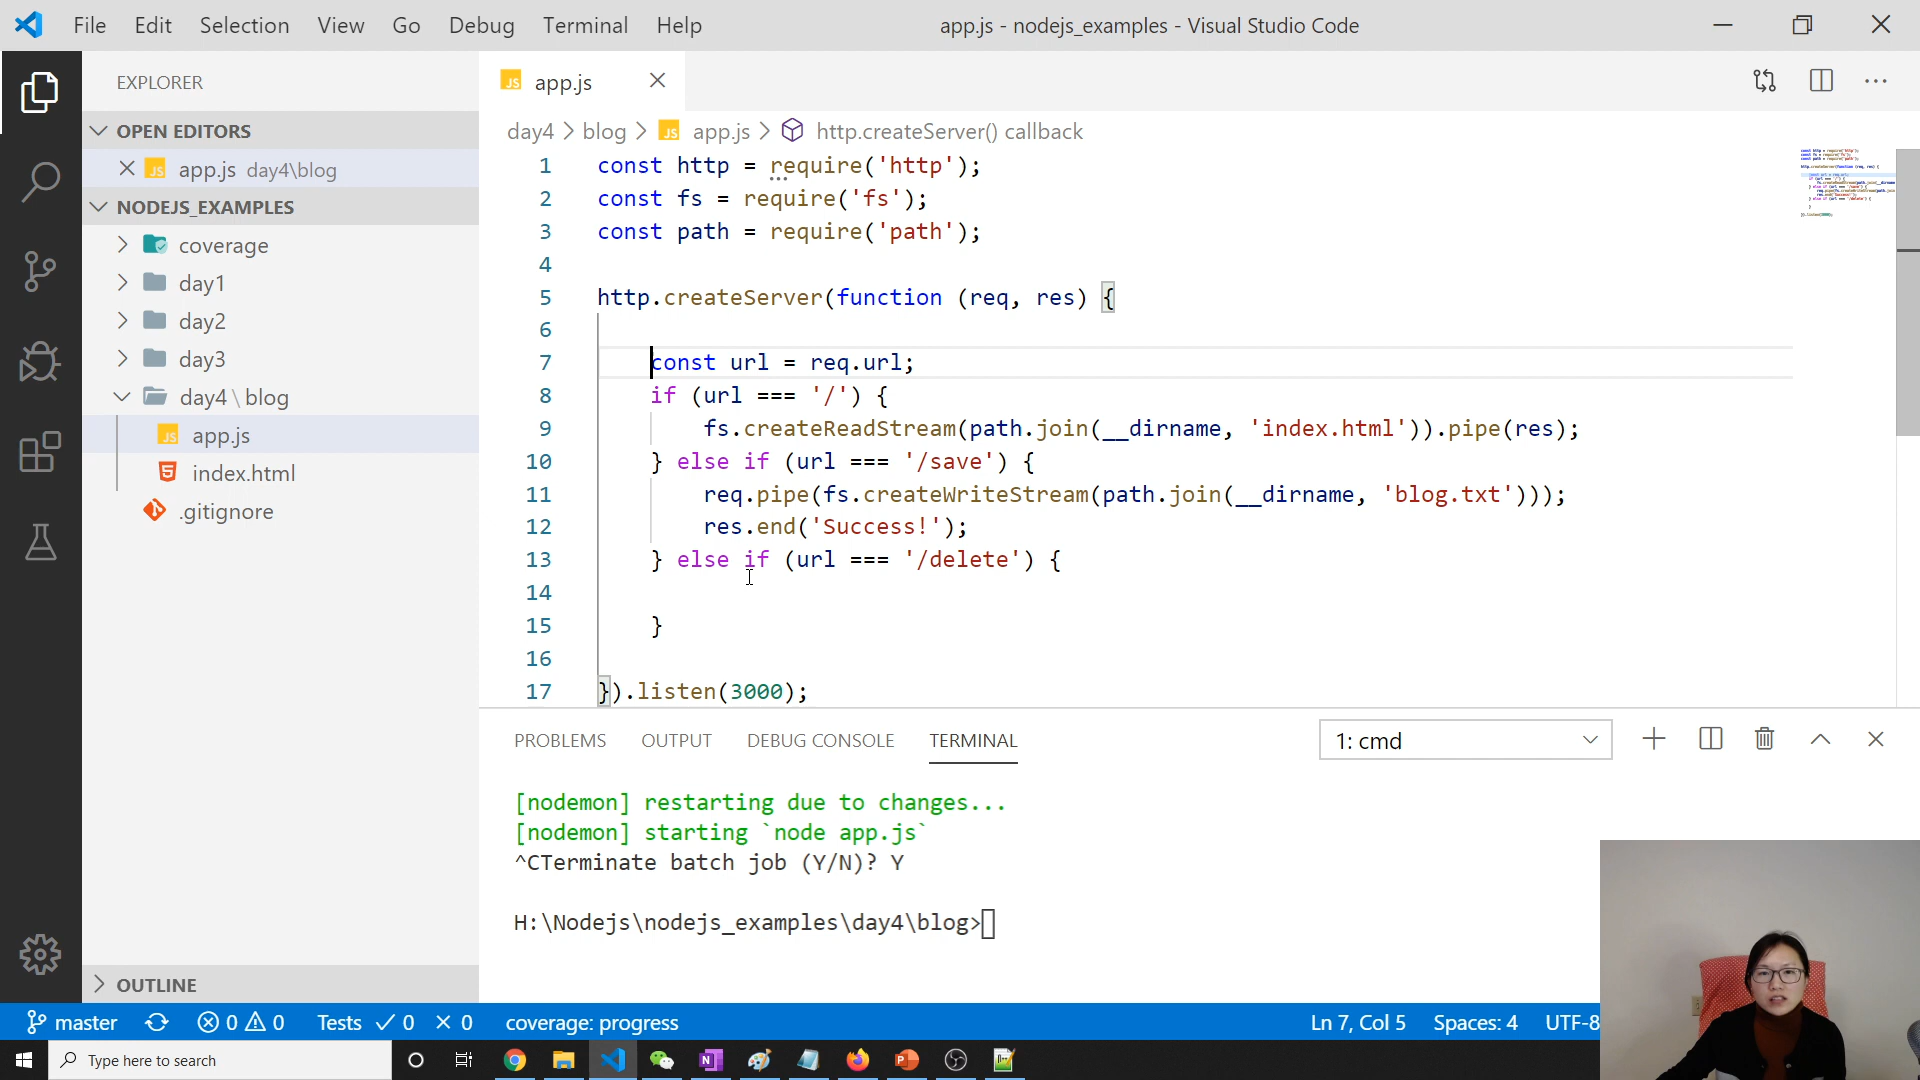 File Edit Selection View Go Debug Terminal Help
app.js - nodejs_examples - Visual Studio Code
EXPLORER
OPEN EDITORS
app.js day4\blog
NODEJS_EXAMPLES
coverage
day1
day2
day3
day4 \ blog
app.js
index.html
.gitignore
OUTLINE
app.js
day4 > blog > JS app.js > http.createServer() callback
1 const http = require('http');
2 const fs = require('fs');
3 const path = require('path');
4
5 http.createServer(function (req, res) {
6
7 const url = req.url;
8 if (url === '/') {
9 fs.createReadStream(path.join(__dirname, 'index.html')).pipe(res);
10 } else if (url === '/save') {
11 req.pipe(fs.createWriteStream(path.join(__dirname, 'blog.txt')));
12 res.end('Success!');
13 } else if (url === '/delete') {
14
15 }
16
17 }).listen(3000);
PROBLEMS OUTPUT DEBUG CONSOLE TERMINAL
1: cmd
[nodemon] restarting due to changes...
[nodemon] starting `node app.js`
^CTerminate batch job (Y/N)? Y
H:\Nodejs\nodejs_examples\day4\blog>
master 0 0 Tests 0 0 coverage: progress
Ln 7, Col 5 Spaces: 4 UTF-8
Type here to search